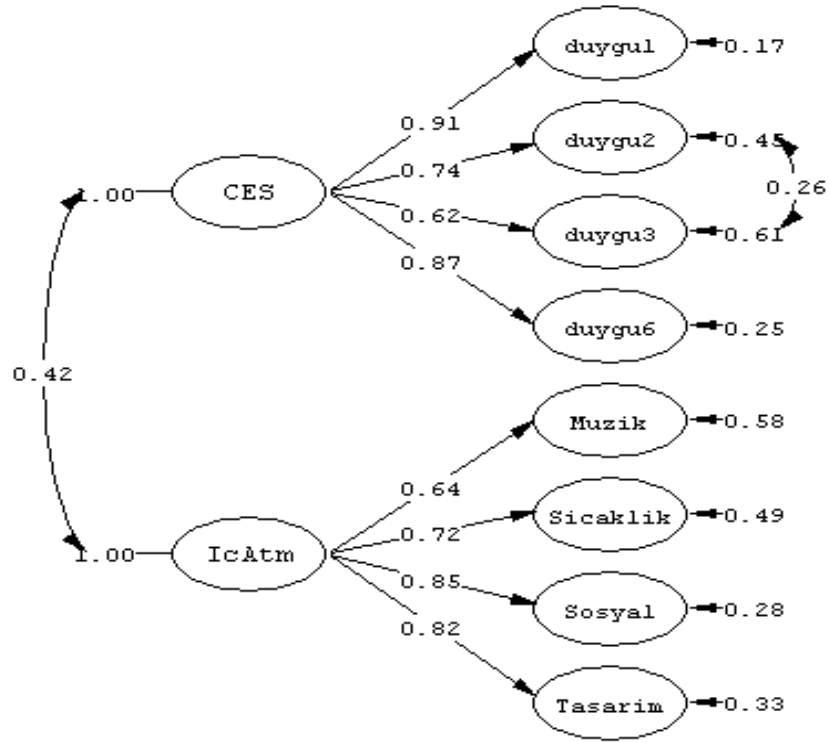 duygu1
0.17
0.91
duygu2
0.45
0.74
0.26
1.00
CES
0.62
duygu3
0.61
0.87
duygu6
0.25
0.42
Muzik
0.58
0.64
Sicaklik
0.49
0.72
1.00
IcAtm
0.85
Sosyal
0.28
0.82
Tasarim
0.33